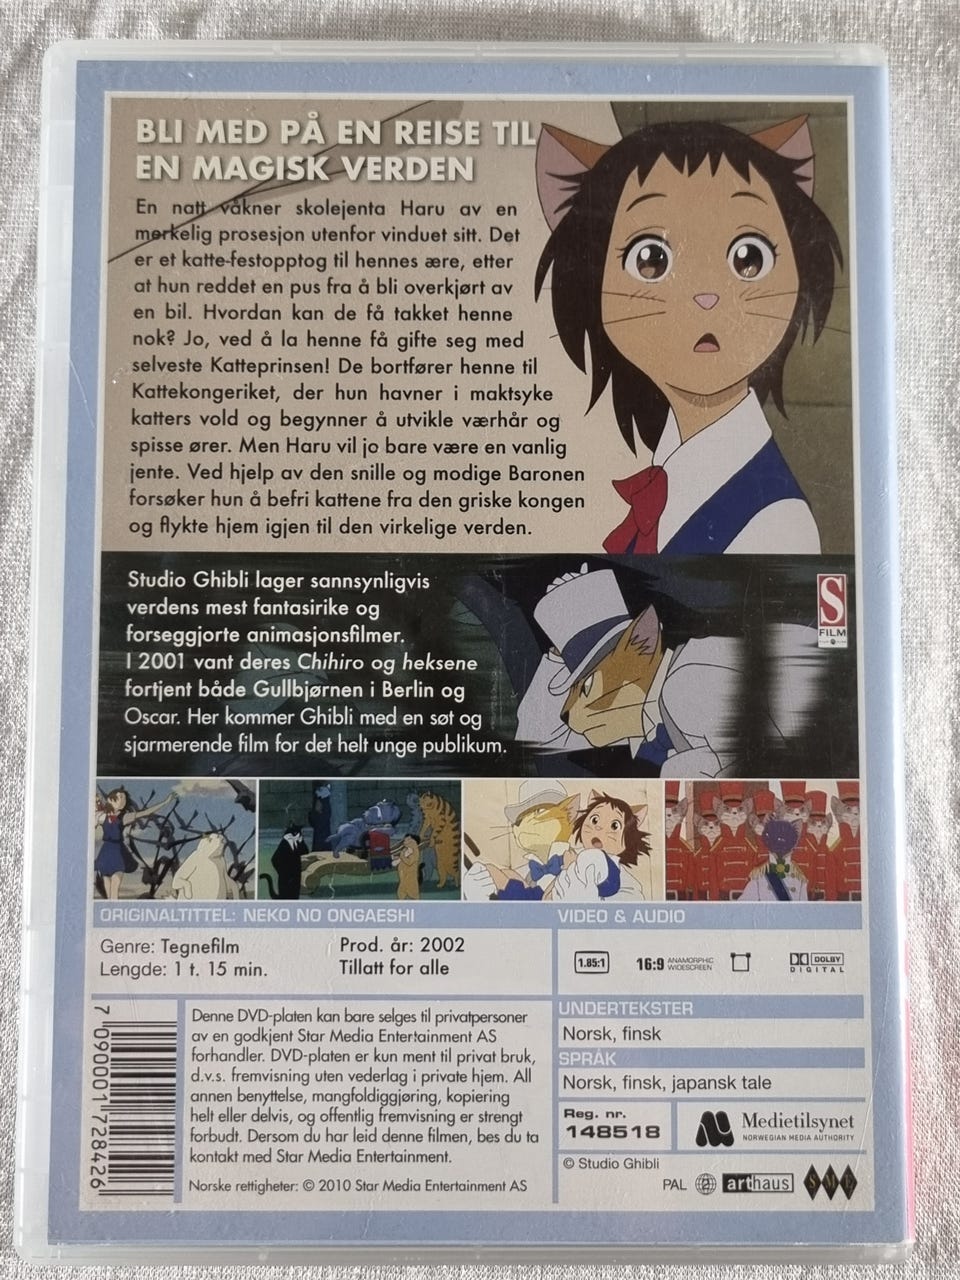 BLI MED PÅ EN REISE TIL
EN MAGISK VERDEN
En natt våkner skolejenta Haru av en
merkelig prosesjon utenfor vinduet sitt. Det
er et katte-festopptog til hennes ære, etter
at hun reddet en pus fra å bli overkjørt av
en bil. Hvordan kan de få takket henne
nok? Jo, ved å la henne få gifte seg med
selveste Katteprinsen! De bortfører henne til
Kattekongeriket, der hun havner i maktsyke
katters vold og begynner å utvikle værhår og
spisse ører. Men Haru vil jo bare være en vanlig
jente. Ved hjelp av den snille og modige Baronen
forsøker hun å befri kattene fra den griske kongen
og flykte hjem igjen til den virkelige verden.
Studio Ghibli lager sannsynligvis
verdens mest fantasirike og
forseggjorte animasjonsfilmer.
I 2001 vant deres Chihiro og heksene
fortjent både Gullbjørnen i Berlin og
Oscar. Her kommer Ghibli med en søt og
sjarmerende film for det helt unge publikum.
S
FILM
ORIGINALTITTEL: NEKO NO ONGAESHI
Genre: Tegnefilm
Lengde: 1 t. 15 min.
Prod. år: 2002
Tillatt for alle
VIDEO & AUDIO
1.85:1
16:9 ANAMORPHIC
WIDESCREEN
DOLBY
DIGITAL
UNDERTEKSTER
Norsk, finsk
SPRÅK
Norsk, finsk, japansk tale
7 090001 728426
Denne DVD-platen kan bare selges til privatpersoner
av en godkjent Star Media Entertainment AS
forhandler. DVD-platen er kun ment til privat bruk,
d.v.s. fremvisning uten vederlag i private hjem. All
annen benyttelse, mangfoldiggjøring, kopiering
helt eller delvis, og offentlig fremvisning er strengt
forbudt. Dersom du har leid denne filmen, bes du ta
kontakt med Star Media Entertainment.
Norske rettigheter: © 2010 Star Media Entertainment AS
Reg. nr.
148518
Medietilsynet
NORWEGIAN MEDIA AUTHORITY
© Studio Ghibli
PAL 2 arthaus SME